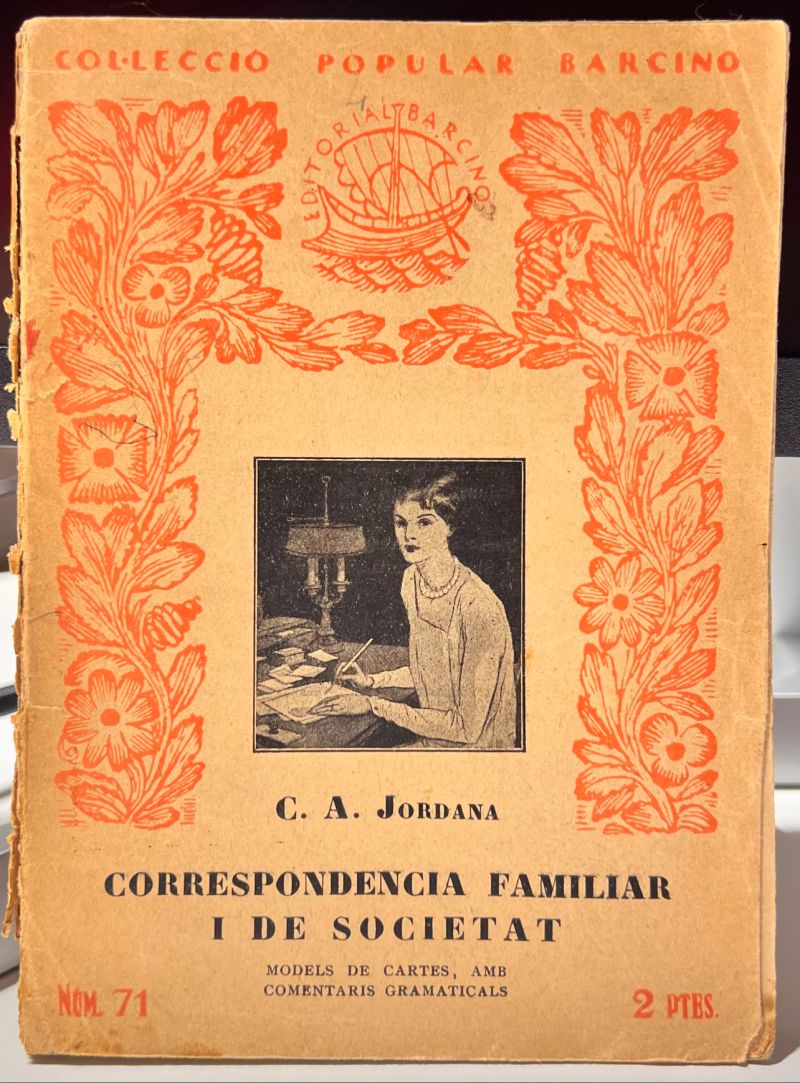 COL·LECCIÓ POPULAR BARCINO
EDITORIAL BARCINO
C. A. JORDANA
CORRESPONDENCIA FAMILIAR
I DE SOCIETAT
MODELS DE CARTES, AMB
COMENTARIS GRAMATICALS
NÚM. 71
2 PTES.